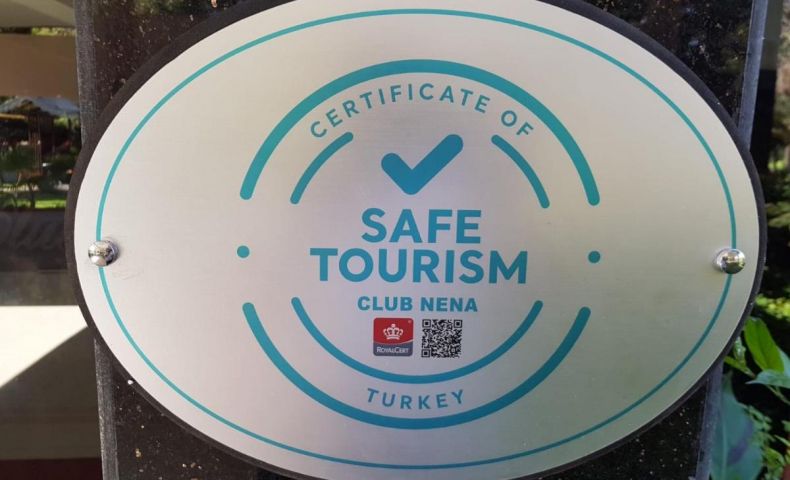 CERTIFICATE OF
SAFE
TOURISM
CLUB NENA
ROYALCERT
TURKEY